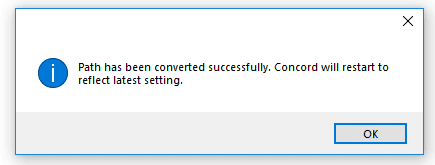 Path has been converted successfully. Concord will restart to
reflect latest setting.
OK